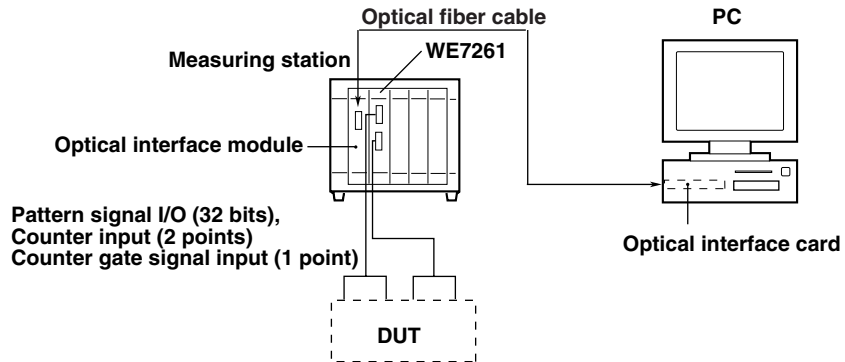 Optical fiber cable
PC
Measuring station
WE7261
Optical interface module
Pattern signal I/O (32 bits),
Counter input (2 points)
Counter gate signal input (1 point)
Optical interface card
DUT